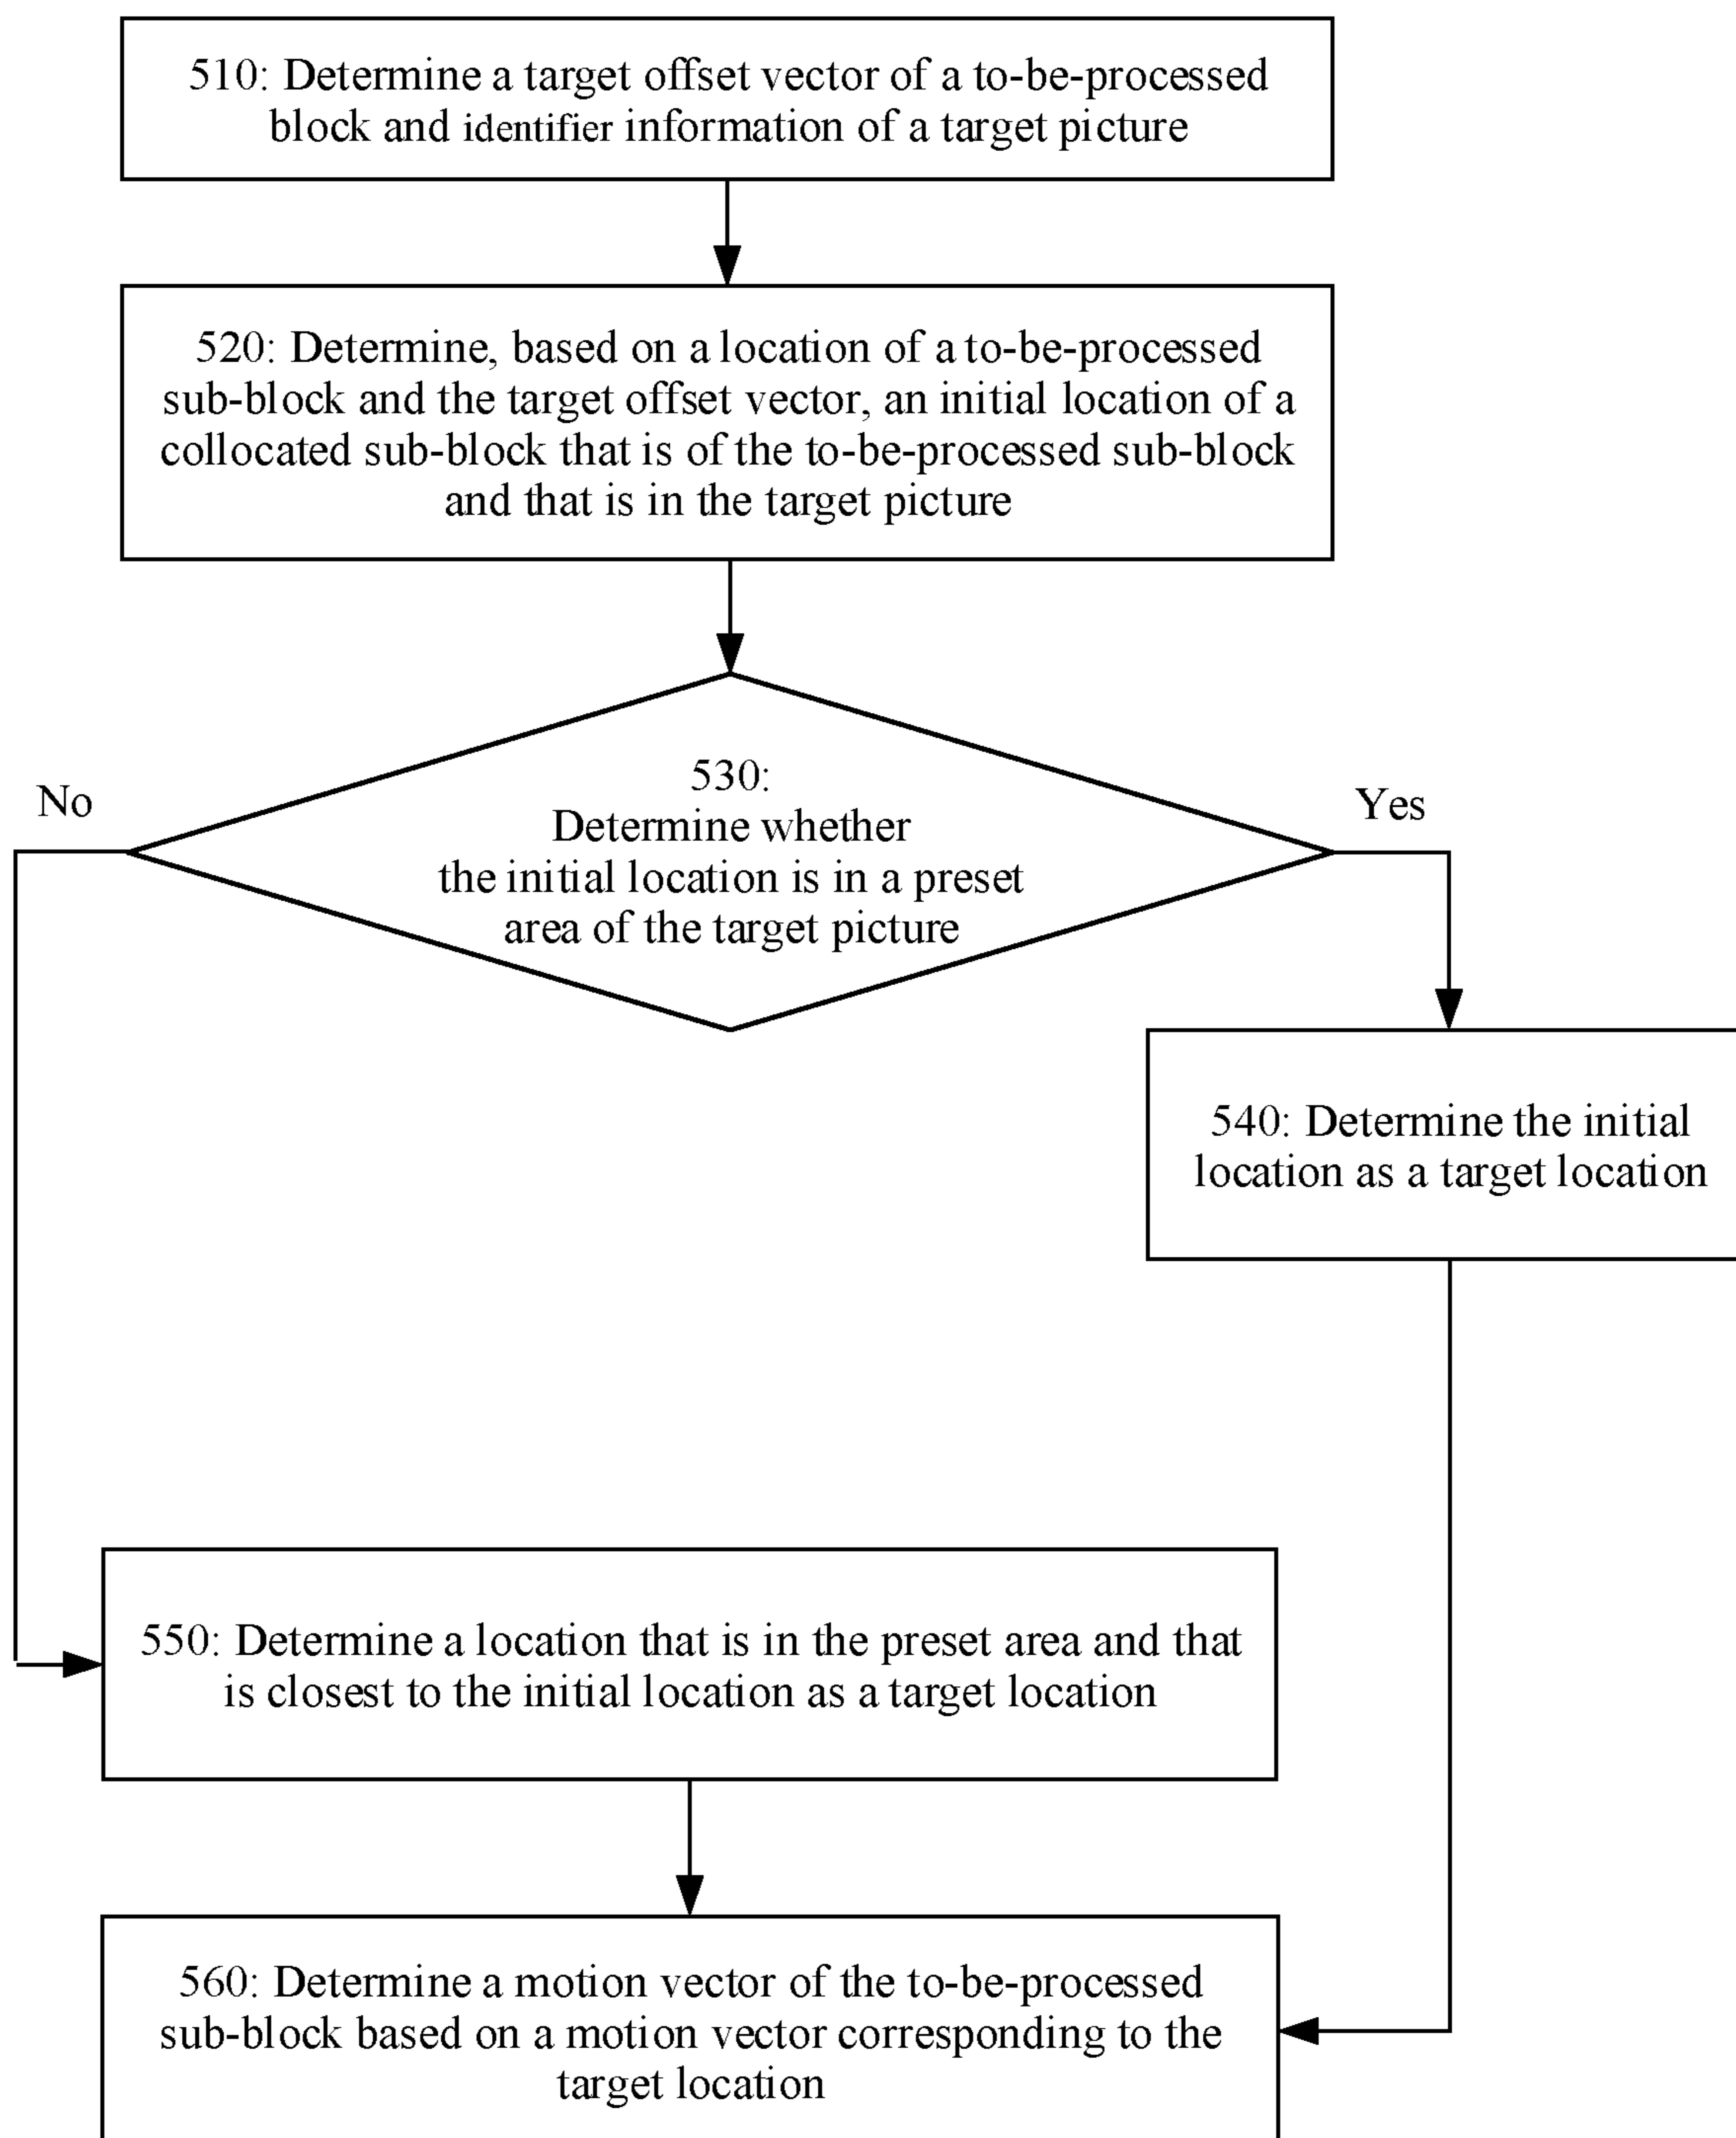 510: Determine a target offset vector of a to-be-processed
block and identifier information of a target picture
520: Determine, based on a location of a to-be-processed
sub-block and the target offset vector, an initial location of a
collocated sub-block that is of the to-be-processed sub-block
and that is in the target picture
530:
Determine whether
the initial location is in a preset
area of the target picture
No
Yes
540: Determine the initial
location as a target location
550: Determine a location that is in the preset area and that
is closest to the initial location as a target location
560: Determine a motion vector of the to-be-processed
sub-block based on a motion vector corresponding to the
target location